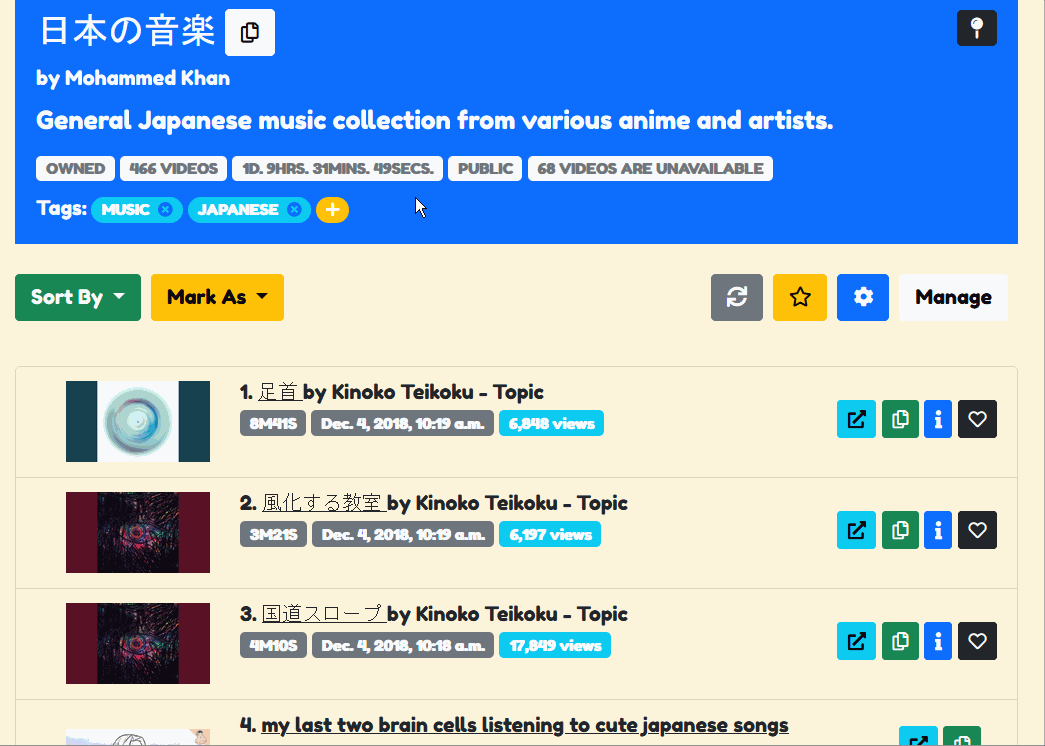 日本の音楽
by Mohammed Khan
General Japanese music collection from various anime and artists.
OWNED 466 VIDEOS 1D. 9HRS. 31MINS. 49SECS. PUBLIC 68 VIDEOS ARE UNAVAILABLE
Tags: MUSIC JAPANESE
Sort By Mark As Manage
1. 足首 by Kinoko Teikoku - Topic
8M41S Dec. 4, 2018, 10:19 a.m. 6,848 views
2. 風化する教室 by Kinoko Teikoku - Topic
3M21S Dec. 4, 2018, 10:19 a.m. 6,197 views
3. 国道スロープ by Kinoko Teikoku - Topic
4M10S Dec. 4, 2018, 10:18 a.m. 17,849 views
4. my last two brain cells listening to cute japanese songs